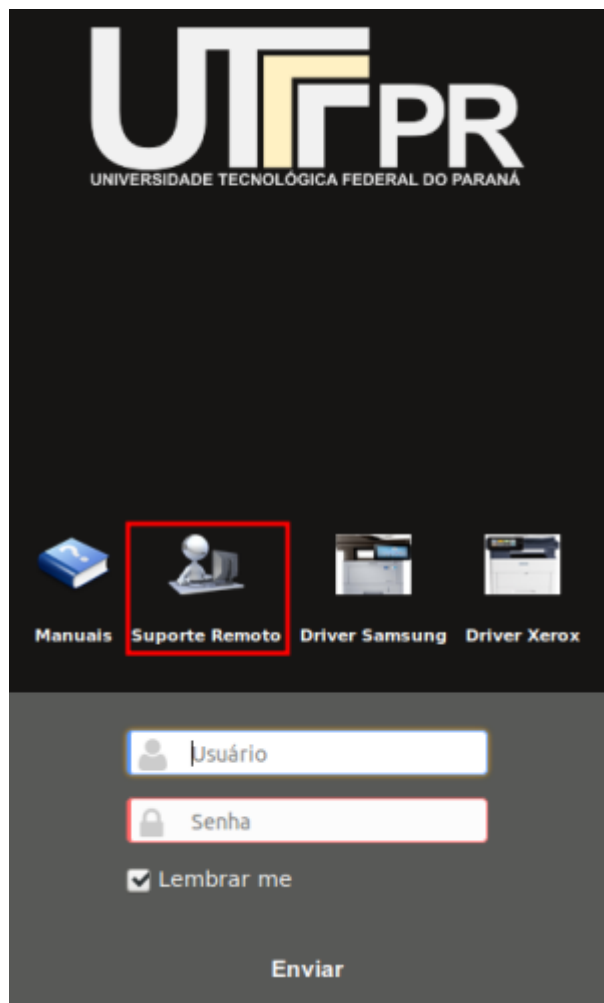 UTFPR
UNIVERSIDADE TECNOLÓGICA FEDERAL DO PARANÁ
Manuais Suporte Remoto Driver Samsung Driver Xerox
Usuário
Senha
Lembrar me
Enviar